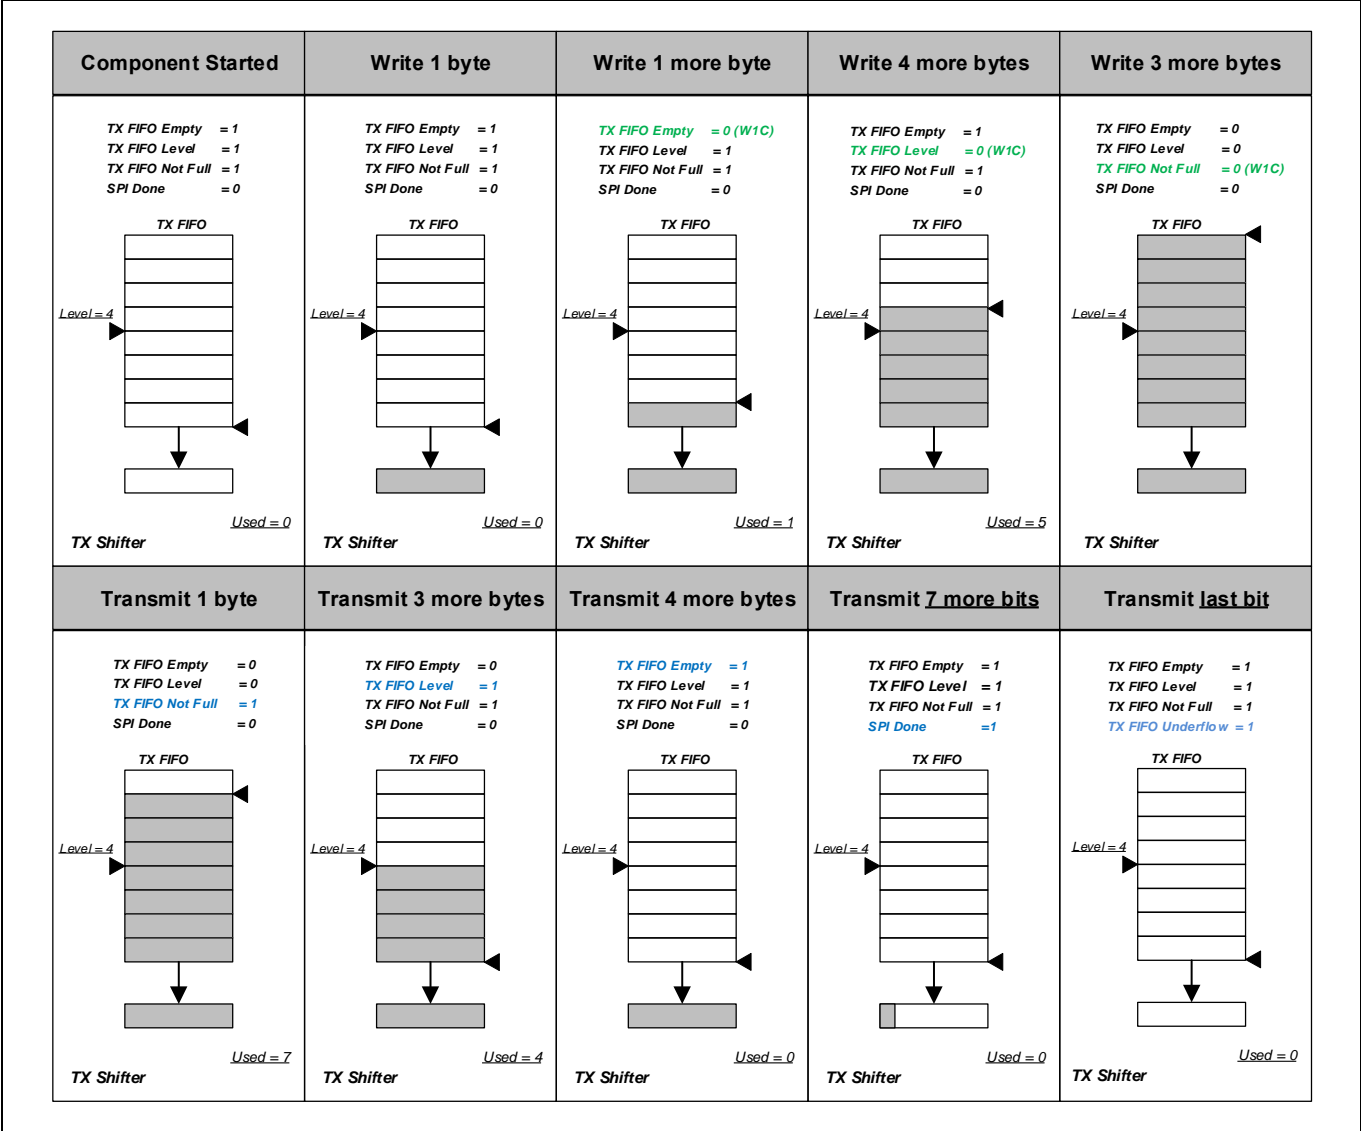 Component Started
TX FIFO Empty = 1
TX FIFO Level = 1
TX FIFO Not Full = 1
SPI Done = 0
TX FIFO
Level = 4
Used = 0
TX Shifter
Write 1 byte
TX FIFO Empty = 1
TX FIFO Level = 1
TX FIFO Not Full = 1
SPI Done = 0
TX FIFO
Level = 4
Used = 0
TX Shifter
Write 1 more byte
TX FIFO Empty = 0 (W1C)
TX FIFO Level = 1
TX FIFO Not Full = 1
SPI Done = 0
TX FIFO
Level = 4
Used = 1
TX Shifter
Write 4 more bytes
TX FIFO Empty = 1
TX FIFO Level = 0 (W1C)
TX FIFO Not Full = 1
SPI Done = 0
TX FIFO
Level = 4
Used = 5
TX Shifter
Write 3 more bytes
TX FIFO Empty = 0
TX FIFO Level = 0
TX FIFO Not Full = 0 (W1C)
SPI Done = 0
TX FIFO
Level = 4
TX Shifter
Transmit 1 byte
TX FIFO Empty = 0
TX FIFO Level = 0
TX FIFO Not Full = 1
SPI Done = 0
TX FIFO
Level = 4
Used = 7
TX Shifter
Transmit 3 more bytes
TX FIFO Empty = 0
TX FIFO Level = 1
TX FIFO Not Full = 1
SPI Done = 0
TX FIFO
Level = 4
Used = 4
TX Shifter
Transmit 4 more bytes
TX FIFO Empty = 1
TX FIFO Level = 1
TX FIFO Not Full = 1
SPI Done = 0
TX FIFO
Level = 4
Used = 0
TX Shifter
Transmit 7 more bits
TX FIFO Empty = 1
TX FIFO Level = 1
TX FIFO Not Full = 1
SPI Done =1
TX FIFO
Level = 4
Used = 0
TX Shifter
Transmit last bit
TX FIFO Empty = 1
TX FIFO Level = 1
TX FIFO Not Full = 1
TX FIFO Underflow = 1
TX FIFO
Level = 4
Used = 0
TX Shifter